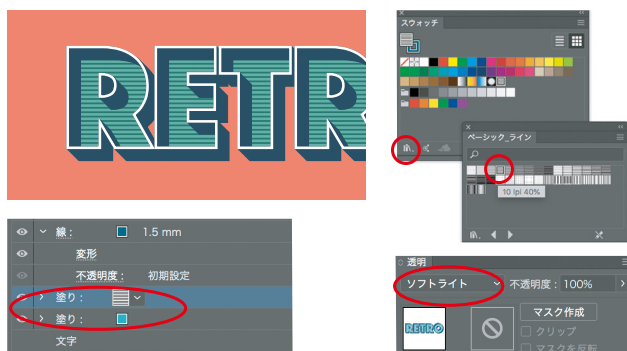 RETR
スウォッチ
ベーシック_ライン
10 lpi 40%
線：
1.5 mm
変形
不透明度：
初期設定
塗り：
塗り：
文字
透明
ソフトライト
不透明度：
100%
RETRO
マスク作成
クリップ
マスクを反転